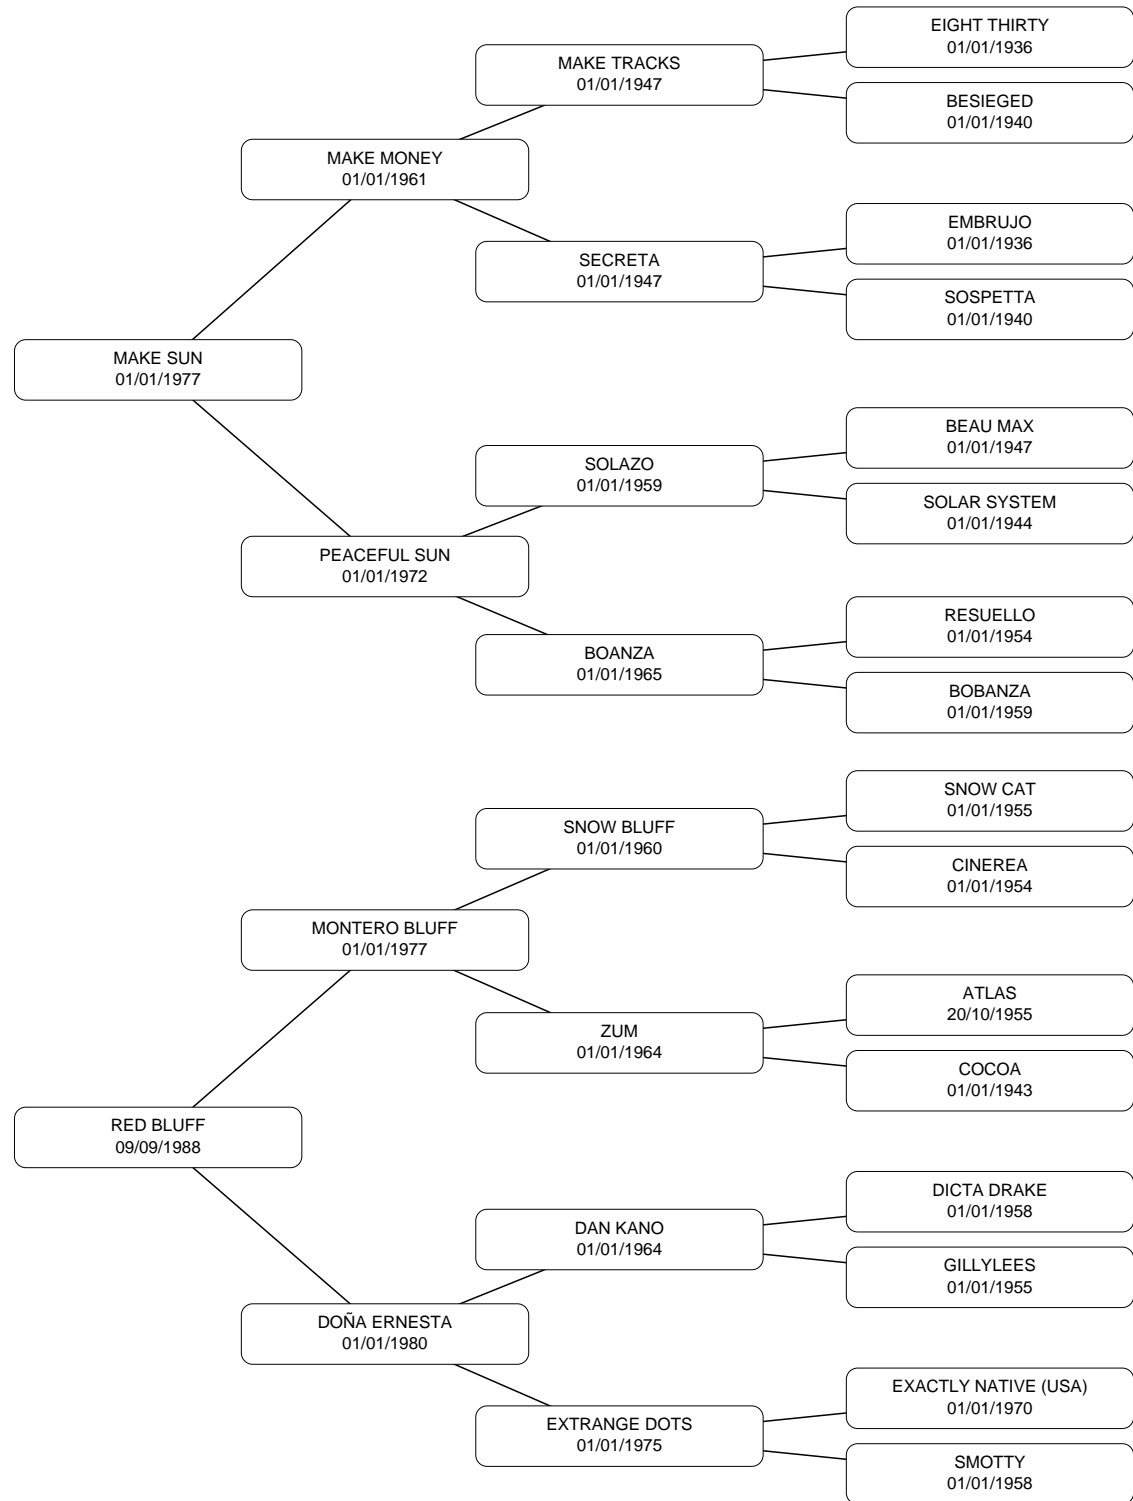 EIGHT THIRTY
01/01/1936
MAKE TRACKS
01/01/1947
BESIEGED
01/01/1940
MAKE MONEY
01/01/1961
EMBRUJO
01/01/1936
SECRETA
01/01/1947
SOSPETTA
01/01/1940
MAKE SUN
01/01/1977
BEAU MAX
01/01/1947
SOLAZO
01/01/1959
SOLAR SYSTEM
01/01/1944
PEACEFUL SUN
01/01/1972
RESUELLO
01/01/1954
BOANZA
01/01/1965
BOBANZA
01/01/1959
SNOW CAT
01/01/1955
SNOW BLUFF
01/01/1960
CINEREA
01/01/1954
MONTERO BLUFF
01/01/1977
ATLAS
20/10/1955
ZUM
01/01/1964
COCOA
01/01/1943
RED BLUFF
09/09/1988
DICTA DRAKE
01/01/1958
DAN KANO
01/01/1964
GILLYLEES
01/01/1955
DOÑA ERNESTA
01/01/1980
EXACTLY NATIVE (USA)
01/01/1970
EXTRANGE DOTS
01/01/1975
SMOTTY
01/01/1958